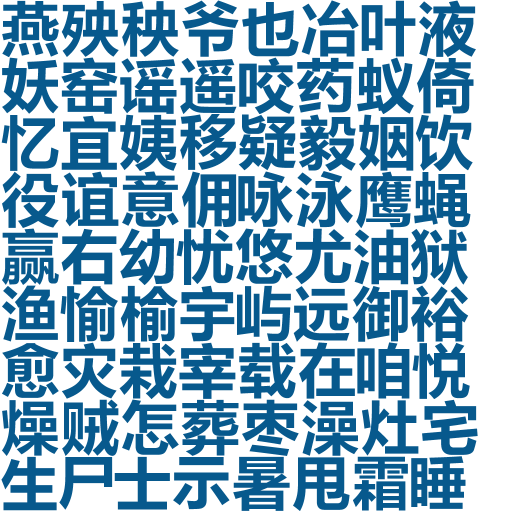 燕殃秧爷也冶叶液
妖窑谣遥咬药蚁倚
忆宜姨移疑毅姻饮
役谊意佣咏泳鹰蝇
赢右幼忧悠尤油狱
渔愉榆宇屿远御裕
愈灾栽宰载在咱悦
燥贼怎葬枣澡灶宅
生尸士示暑甩霜睡